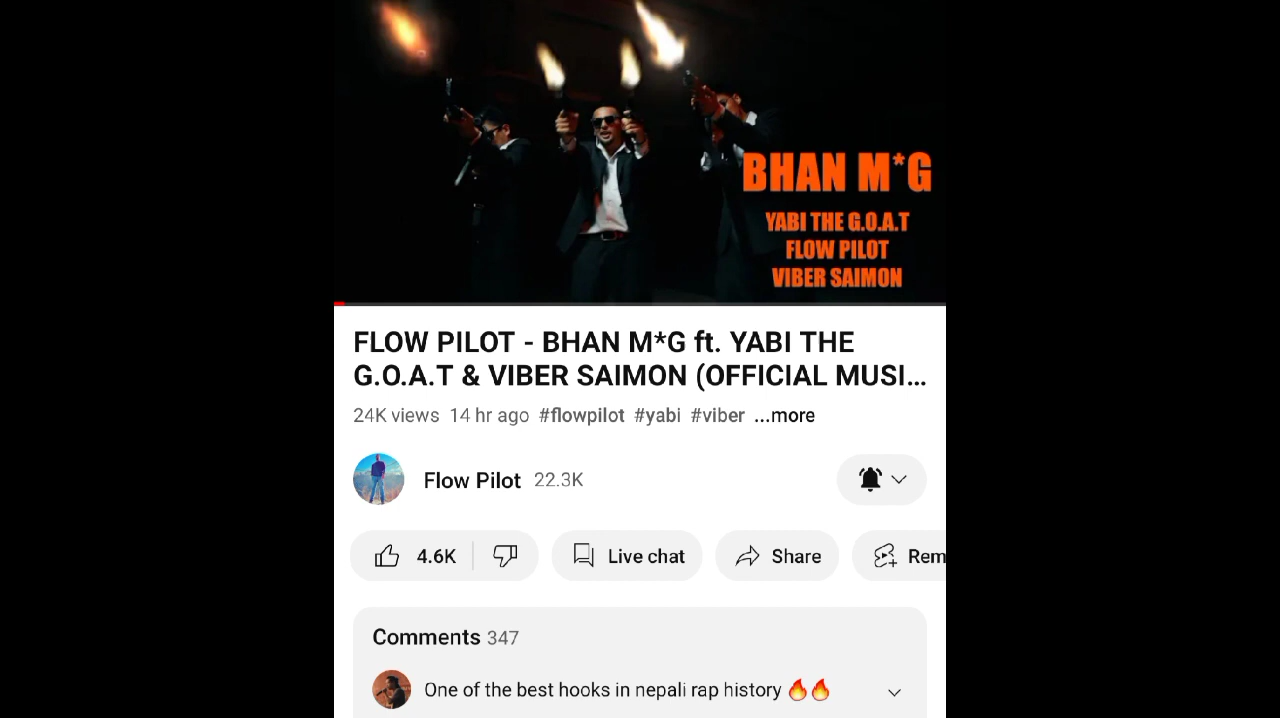 BHAN M*G
YABI THE G.O.A.T
FLOW PILOT
VIBER SAIMON
FLOW PILOT - BHAN M*G ft. YABI THE
G.O.A.T & VIBER SAIMON (OFFICIAL MUSI...
24K views 14 hr ago #flowpilot #yabi #viber ...more
Flow Pilot 22.3K
4.6K Live chat Share Rem
Comments 347
One of the best hooks in nepali rap history 🔥🔥